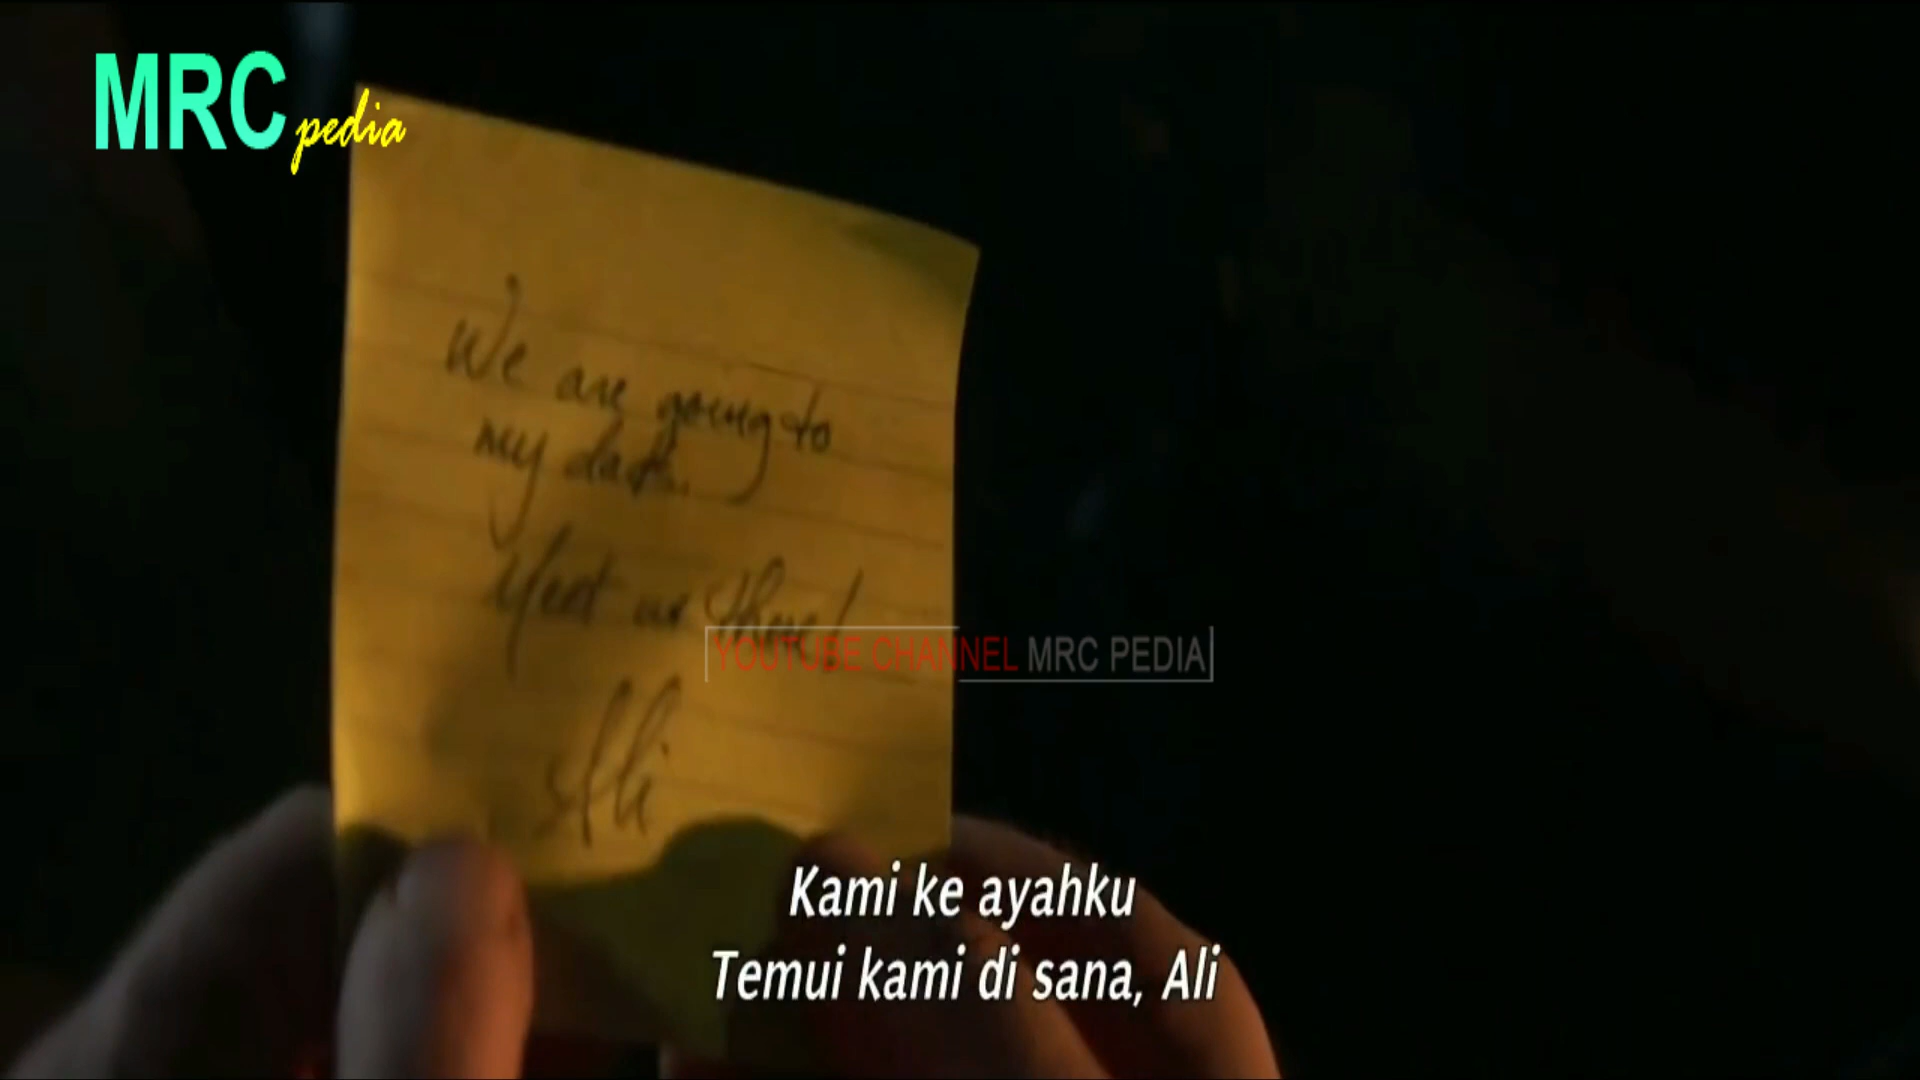 MRC
pedia
We are going to
my dad's.
Meet us there!
YOUTUBE CHANNEL MRC PEDIA
Ali
Kami ke ayahku
Temui kami di sana, Ali